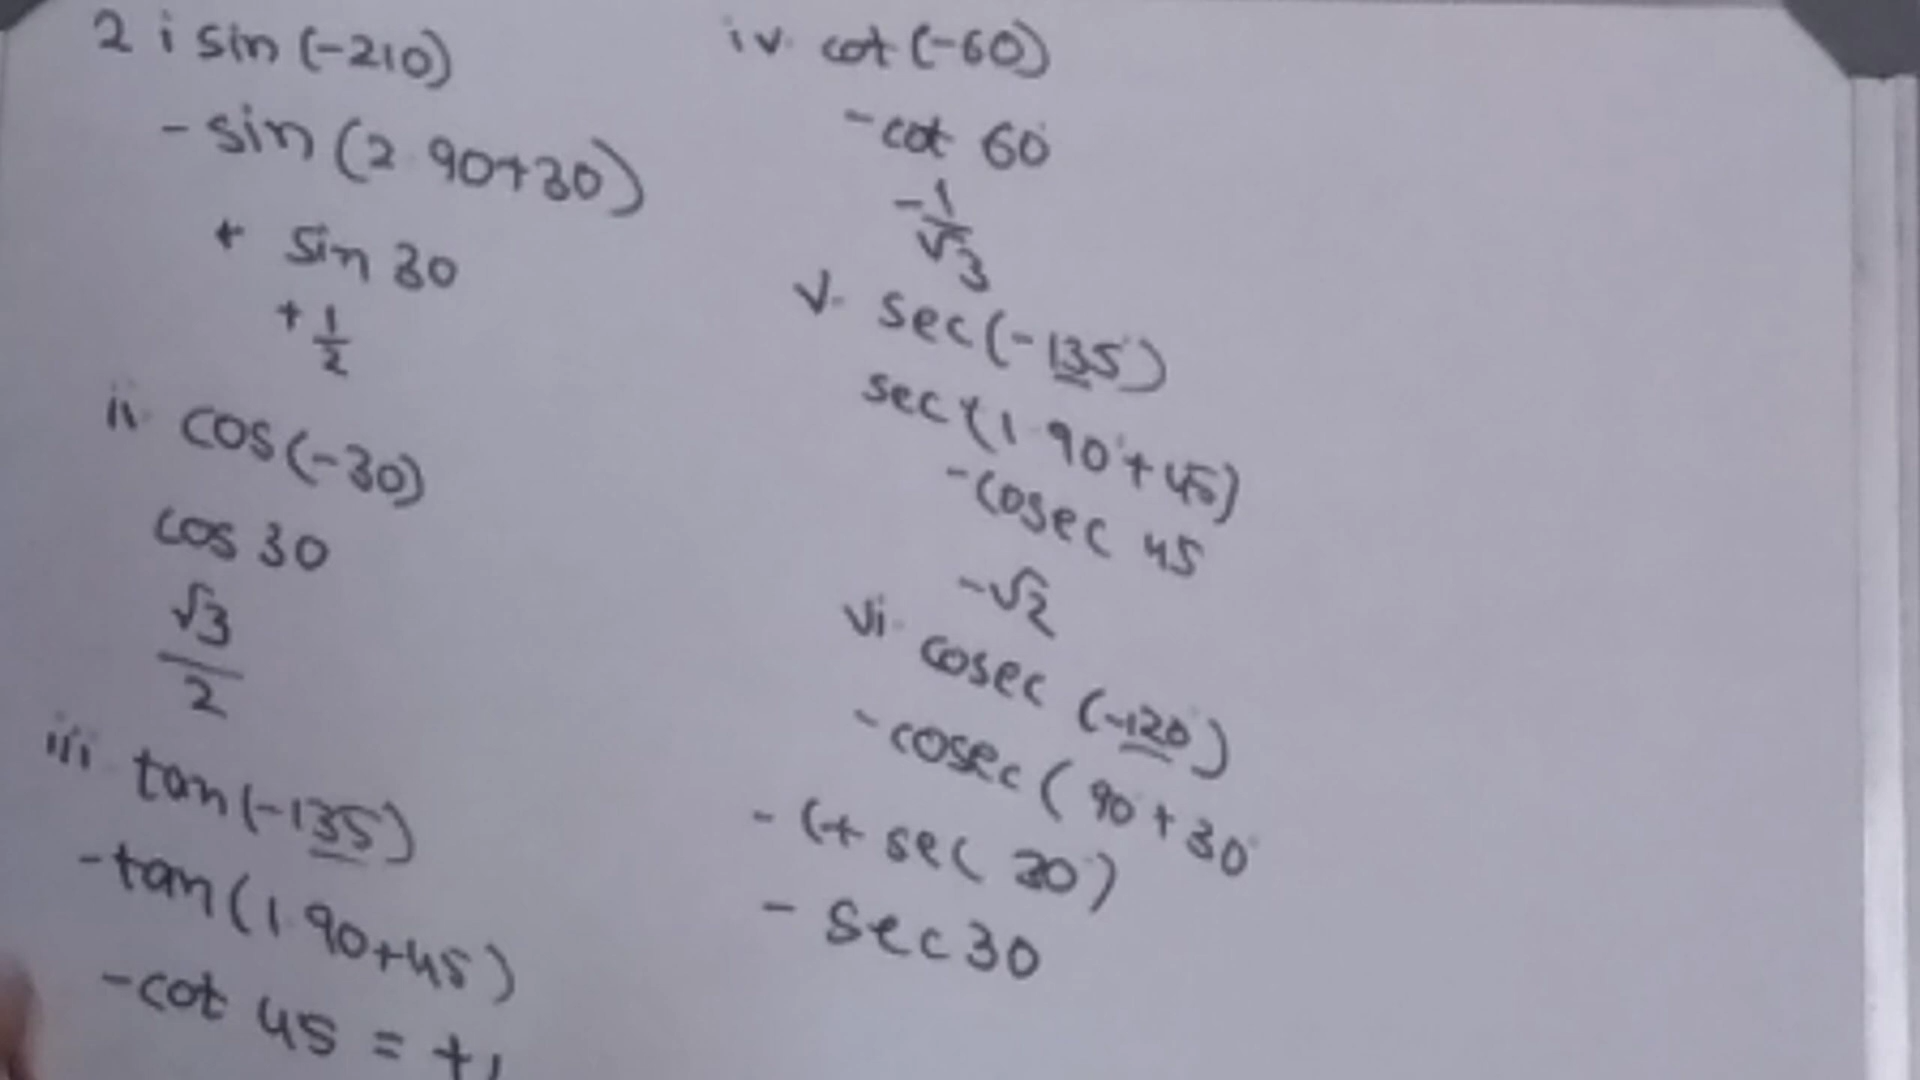 2 i sin (-210)
- sin (2 90+30)
+ sin 30
+ 1/2
ii cos (-30)
cos 30
√3/2
iii tan (-135)
-tan (1 90+45)
-cot 45 = +1
iv cot (-60)
-cot 60
-1/√3
v. sec (-135)
sec (1 90+45)
-cosec 45
-√2
vi cosec (-120)
-cosec (90+30
- (+ sec 30)
- sec 30